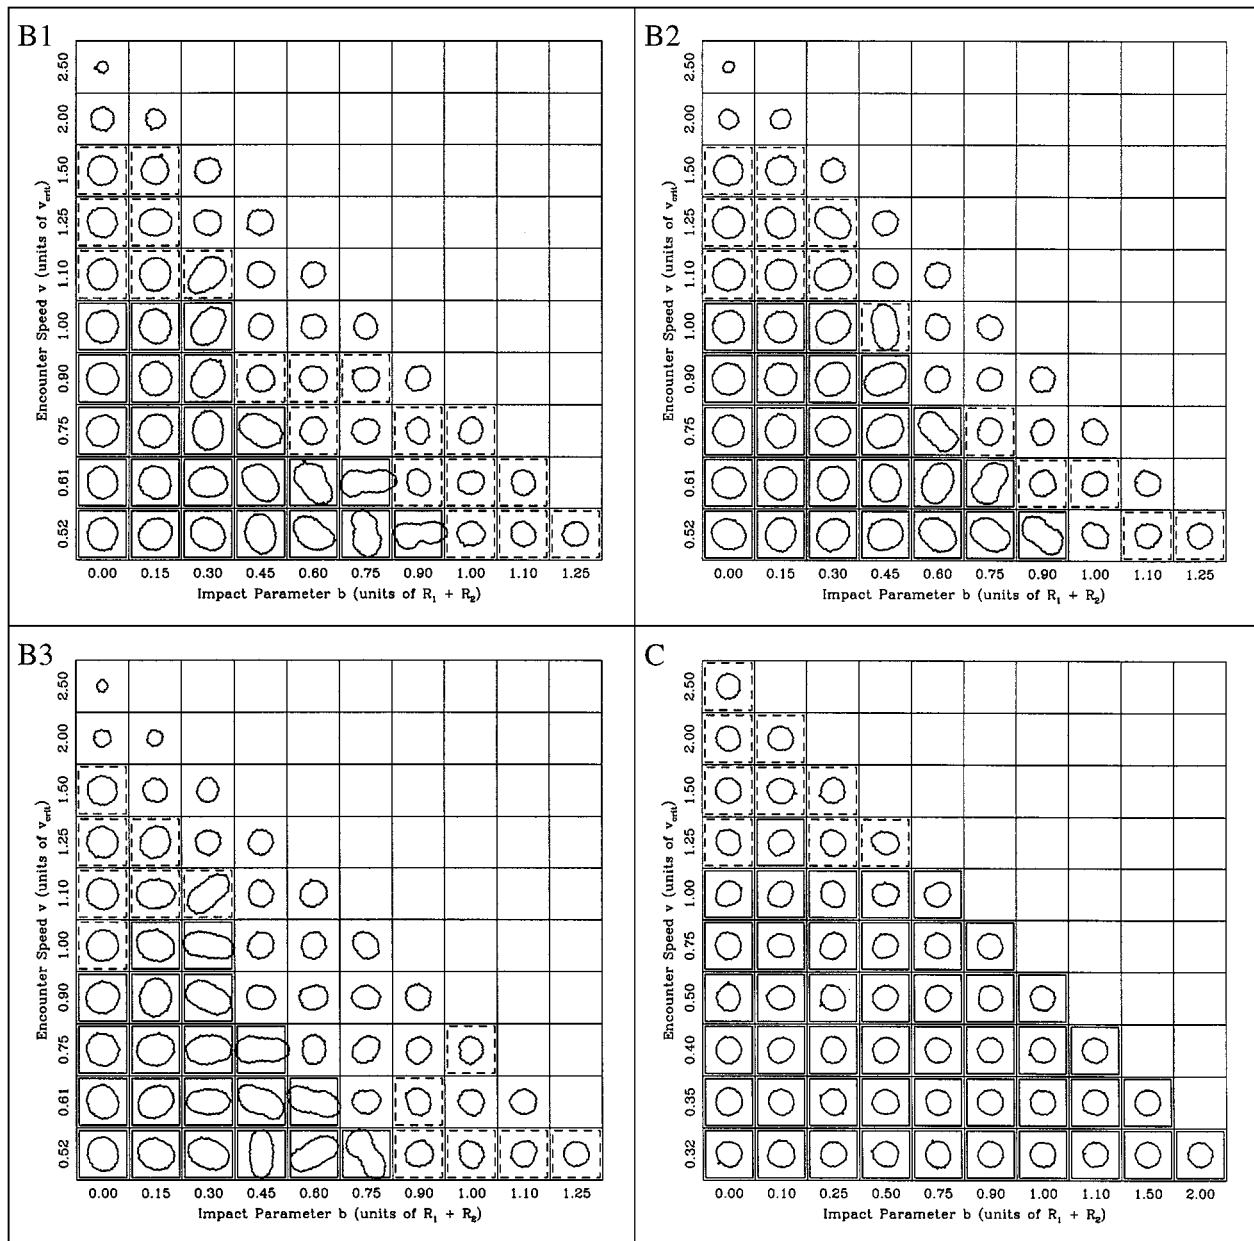 B1
2.50
2.00
1.50
1.25
1.10
1.00
0.90
0.75
0.61
0.52
Encounter Speed v (units of v_crit)
0.00 0.15 0.30 0.45 0.60 0.75 0.90 1.00 1.10 1.25
Impact Parameter b (units of R₁ + R₂)
B2
2.50
2.00
1.50
1.25
1.10
1.00
0.90
0.75
0.61
0.52
Encounter Speed v (units of v_crit)
0.00 0.15 0.30 0.45 0.60 0.75 0.90 1.00 1.10 1.25
Impact Parameter b (units of R₁ + R₂)
B3
2.50
2.00
1.50
1.25
1.10
1.00
0.90
0.75
0.61
0.52
Encounter Speed v (units of v_crit)
0.00 0.15 0.30 0.45 0.60 0.75 0.90 1.00 1.10 1.25
Impact Parameter b (units of R₁ + R₂)
C
2.50
2.00
1.50
1.25
1.00
0.75
0.50
0.40
0.35
0.32
Encounter Speed v (units of v_crit)
0.00 0.10 0.25 0.50 0.75 0.90 1.00 1.10 1.50 2.00
Impact Parameter b (units of R₁ + R₂)